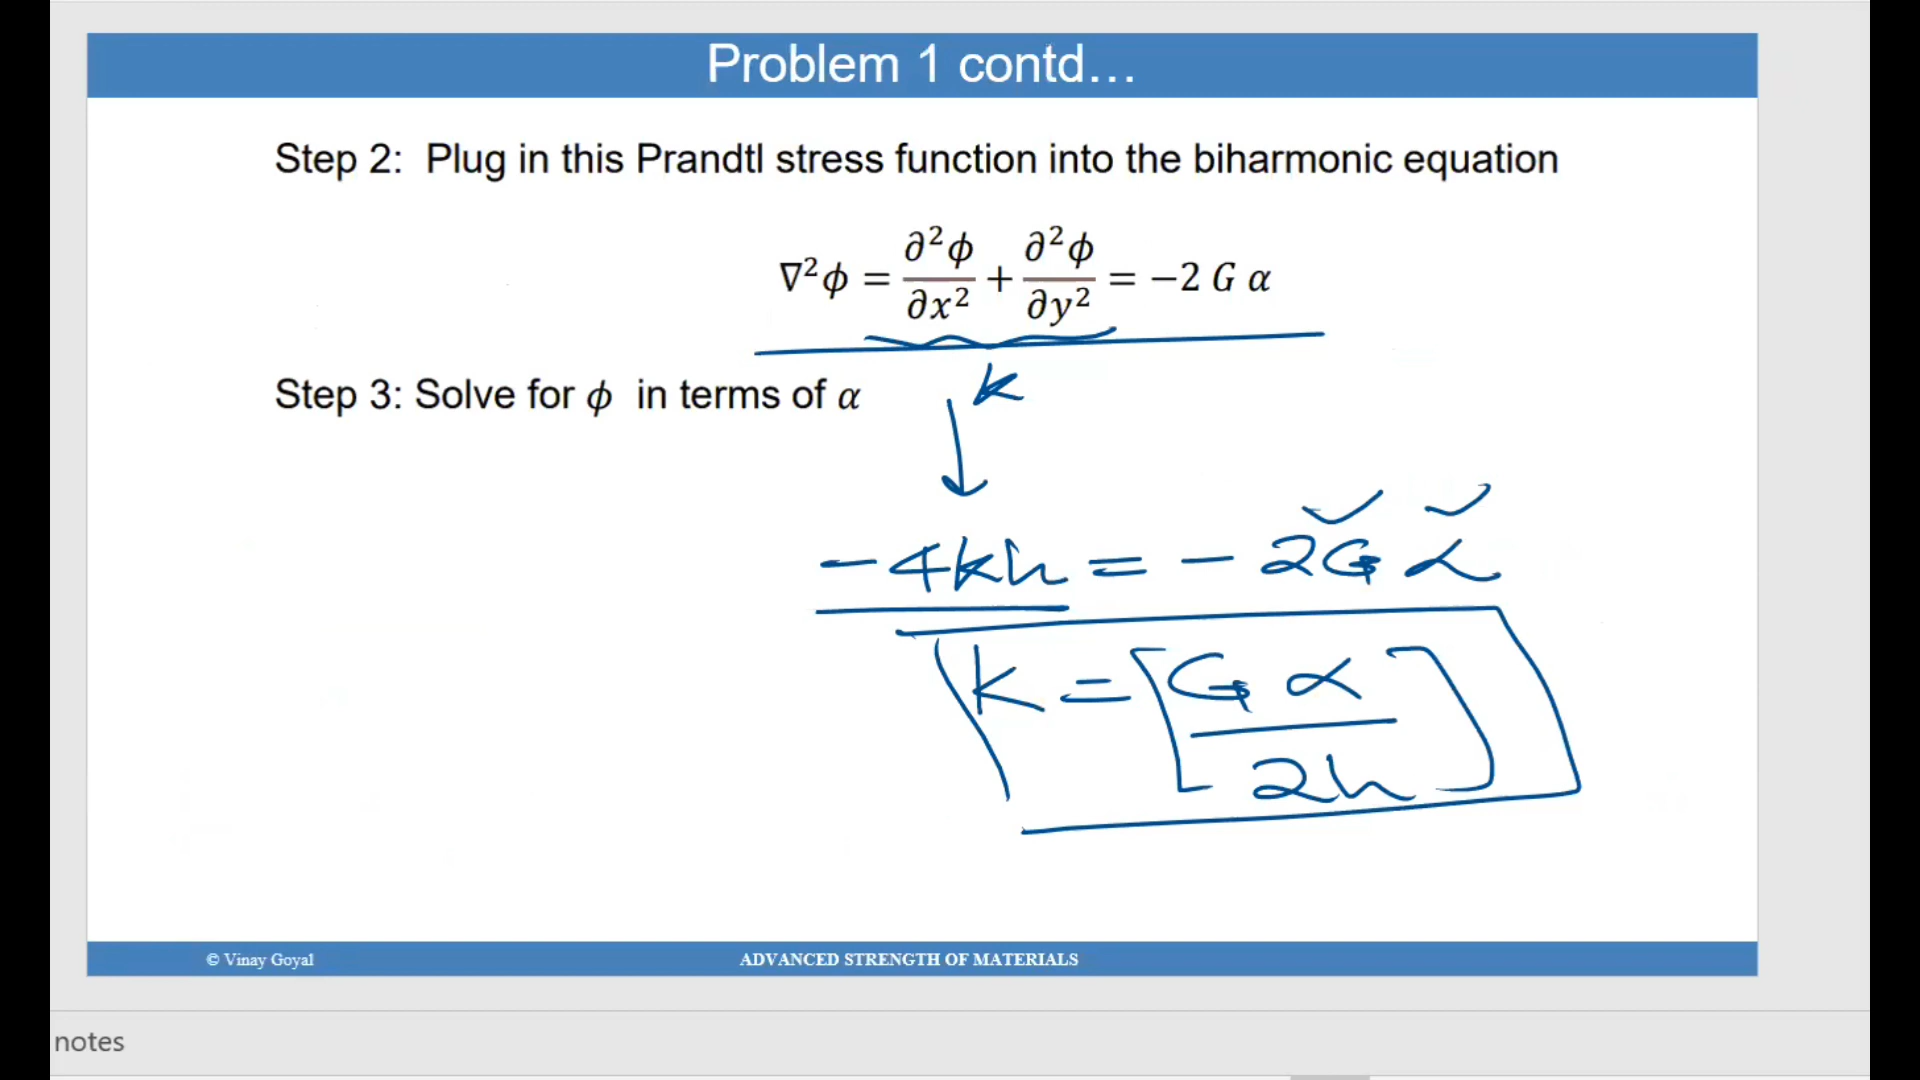 Problem 1 contd…
Step 2: Plug in this Prandtl stress function into the biharmonic equation
∇²ϕ = ∂²ϕ/∂x² + ∂²ϕ/∂y² = −2 G α
k
Step 3: Solve for ϕ in terms of α
-4kh = -2Gα
k = [Gα/2h]
© Vinay Goyal
ADVANCED STRENGTH OF MATERIALS
notes